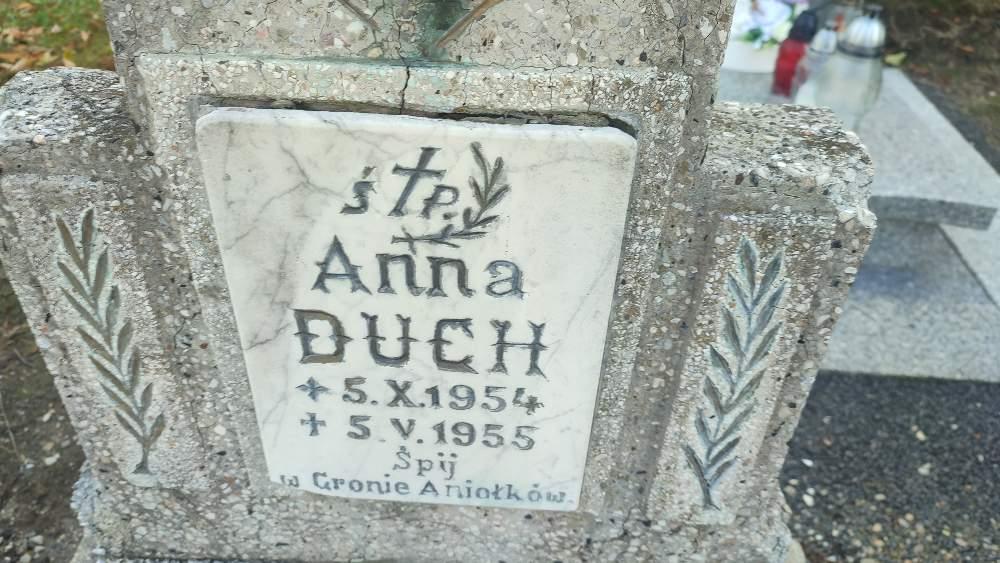 ś † p.
Anna
DUCH
* 5.X.1954
† 5.V.1955
Śpij
w Gronie Aniołków.